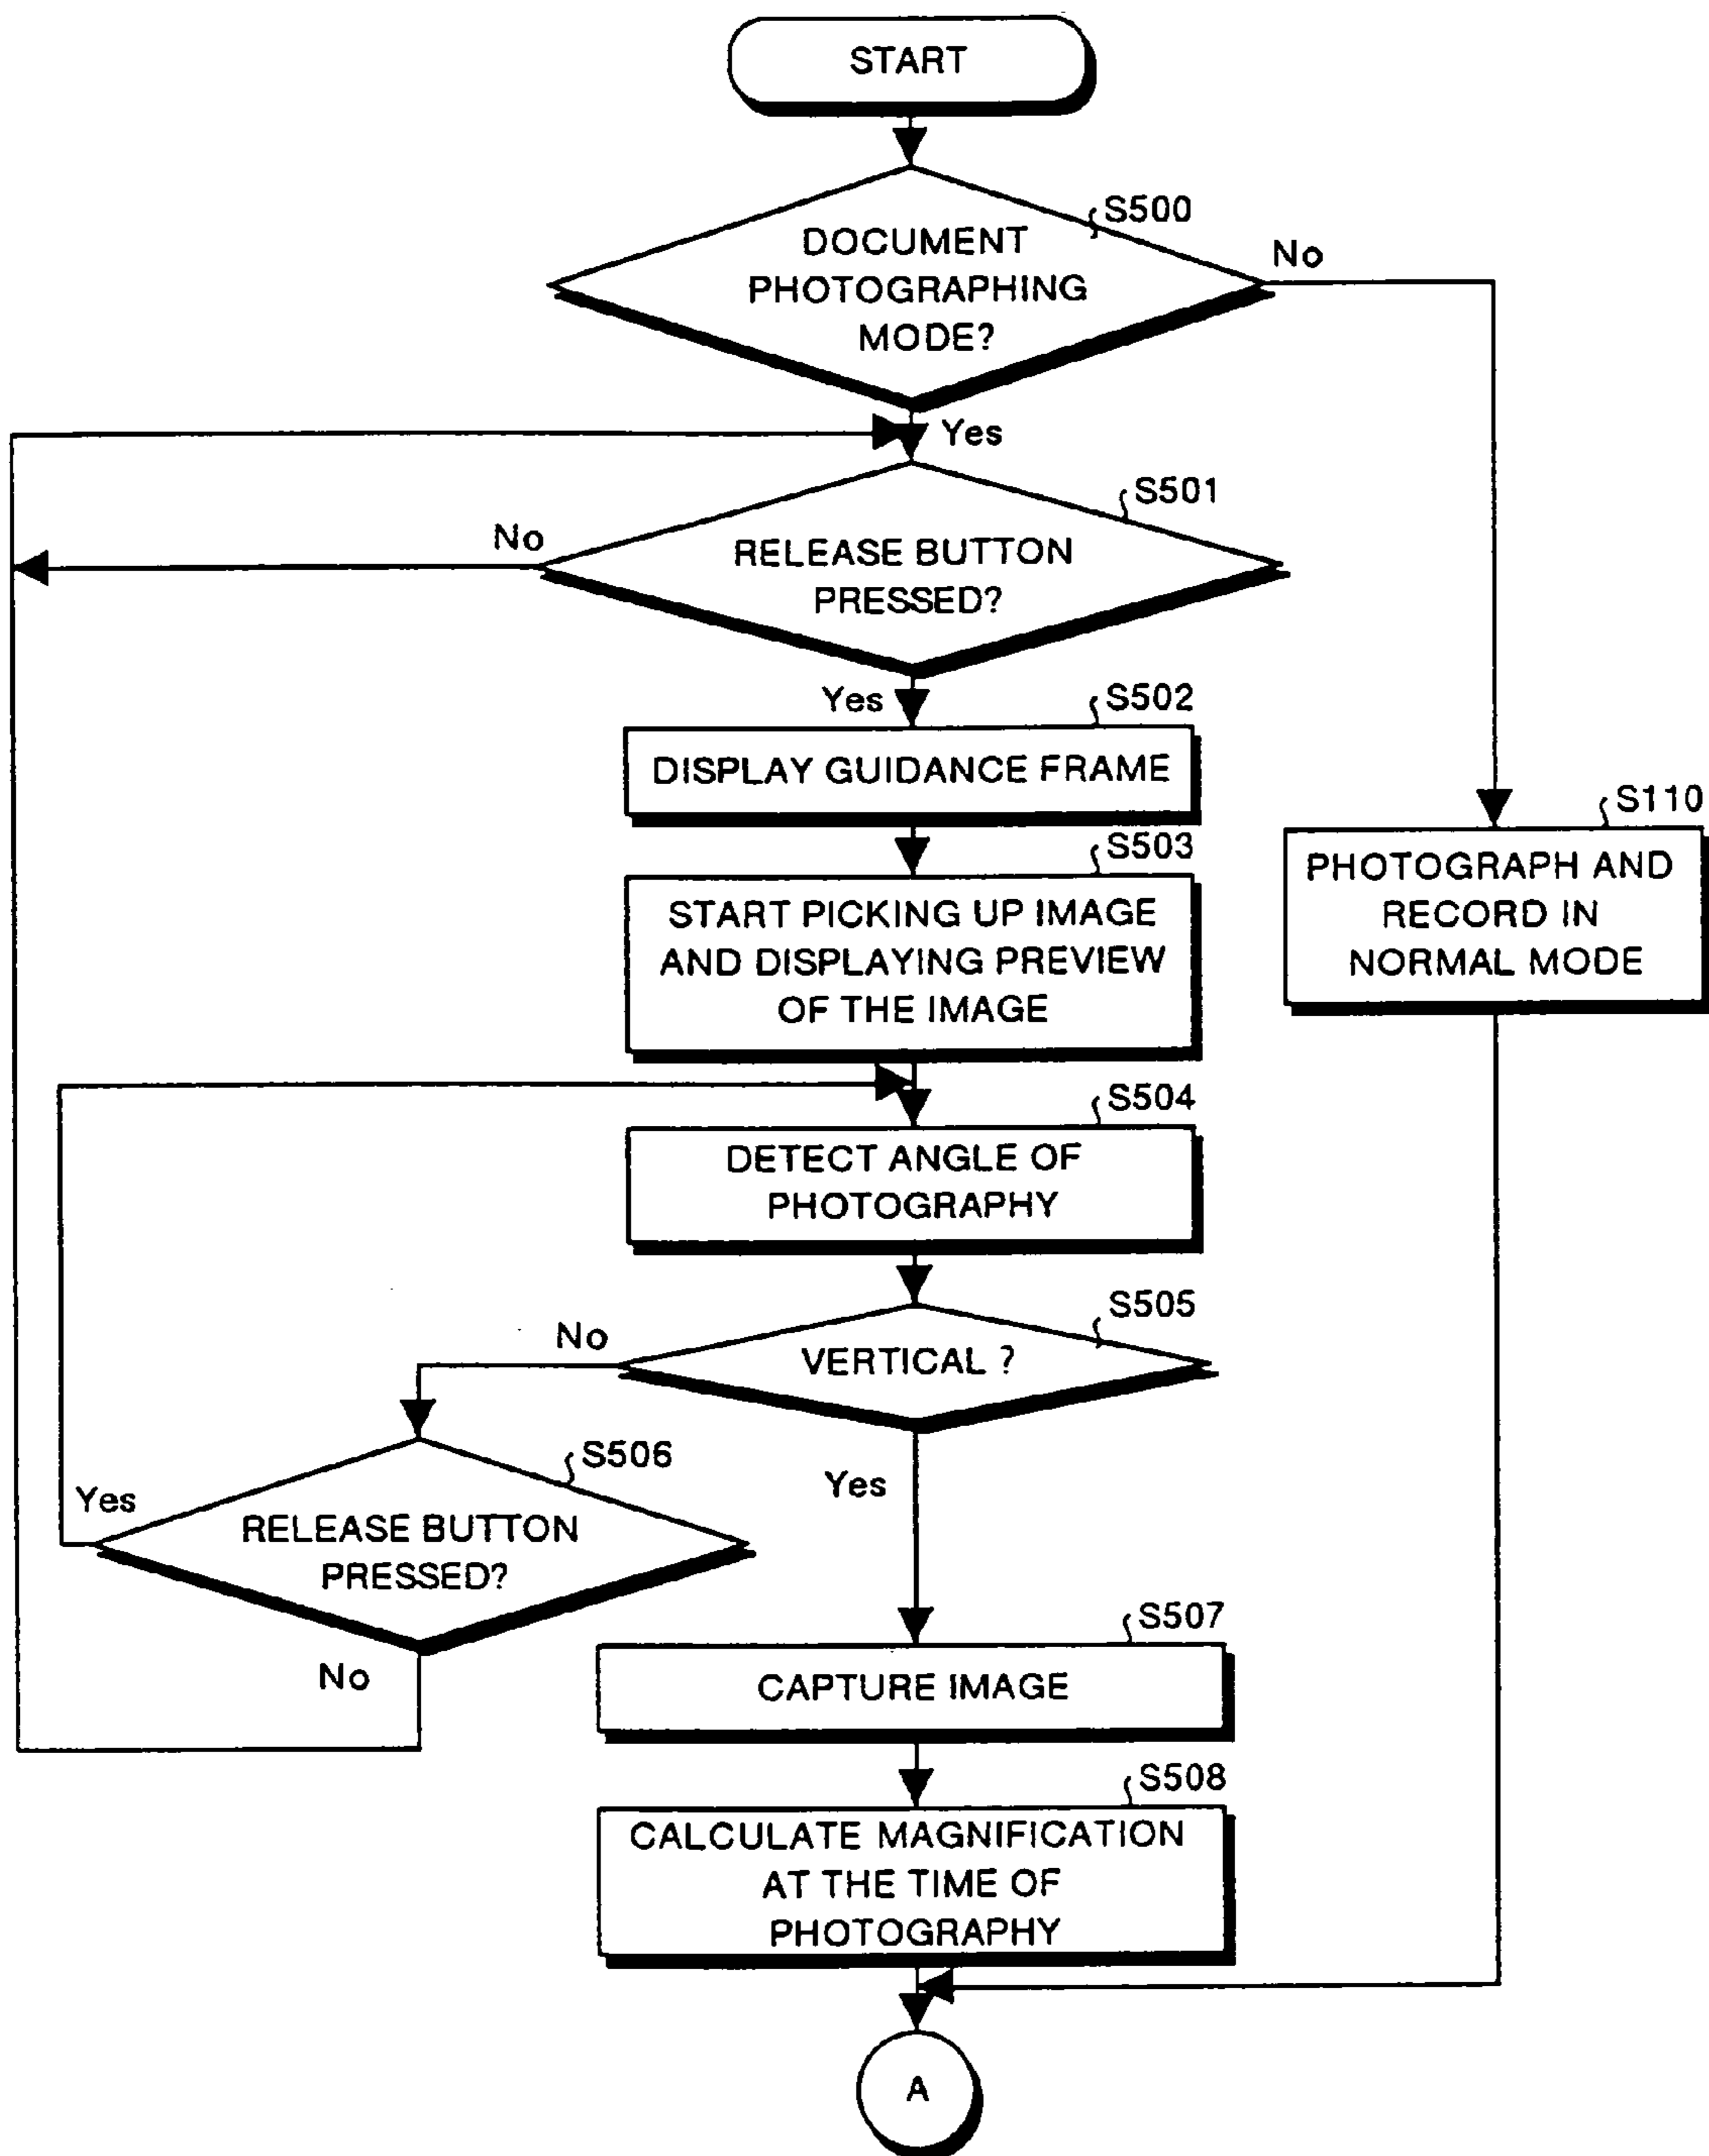 START
S500
DOCUMENT
PHOTOGRAPHING
MODE?
No
Yes
S501
No
RELEASE BUTTON
PRESSED?
Yes
S502
DISPLAY GUIDANCE FRAME
S110
PHOTOGRAPH AND
RECORD IN
NORMAL MODE
S503
START PICKING UP IMAGE
AND DISPLAYING PREVIEW
OF THE IMAGE
S504
DETECT ANGLE OF
PHOTOGRAPHY
S505
No
VERTICAL ?
S506
Yes
Yes
RELEASE BUTTON
PRESSED?
No
S507
CAPTURE IMAGE
S508
CALCULATE MAGNIFICATION
AT THE TIME OF
PHOTOGRAPHY
A